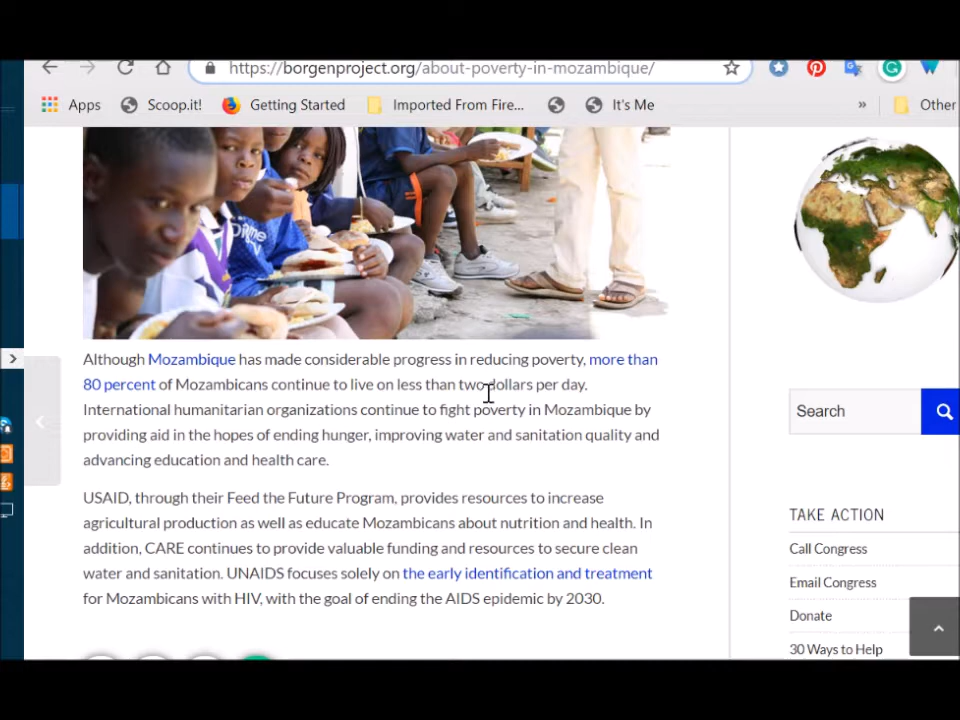 https://borgenproject.org/about-poverty-in-mozambique/
Apps Scoop.it! Getting Started Imported From Fire... It's Me » Other
Although Mozambique has made considerable progress in reducing poverty, more than
80 percent of Mozambicans continue to live on less than two dollars per day.
International humanitarian organizations continue to fight poverty in Mozambique by
providing aid in the hopes of ending hunger, improving water and sanitation quality and
advancing education and health care.
USAID, through their Feed the Future Program, provides resources to increase
agricultural production as well as educate Mozambicans about nutrition and health. In
addition, CARE continues to provide valuable funding and resources to secure clean
water and sanitation. UNAIDS focuses solely on the early identification and treatment
for Mozambicans with HIV, with the goal of ending the AIDS epidemic by 2030.
Search
TAKE ACTION
Call Congress
Email Congress
Donate
30 Ways to Help